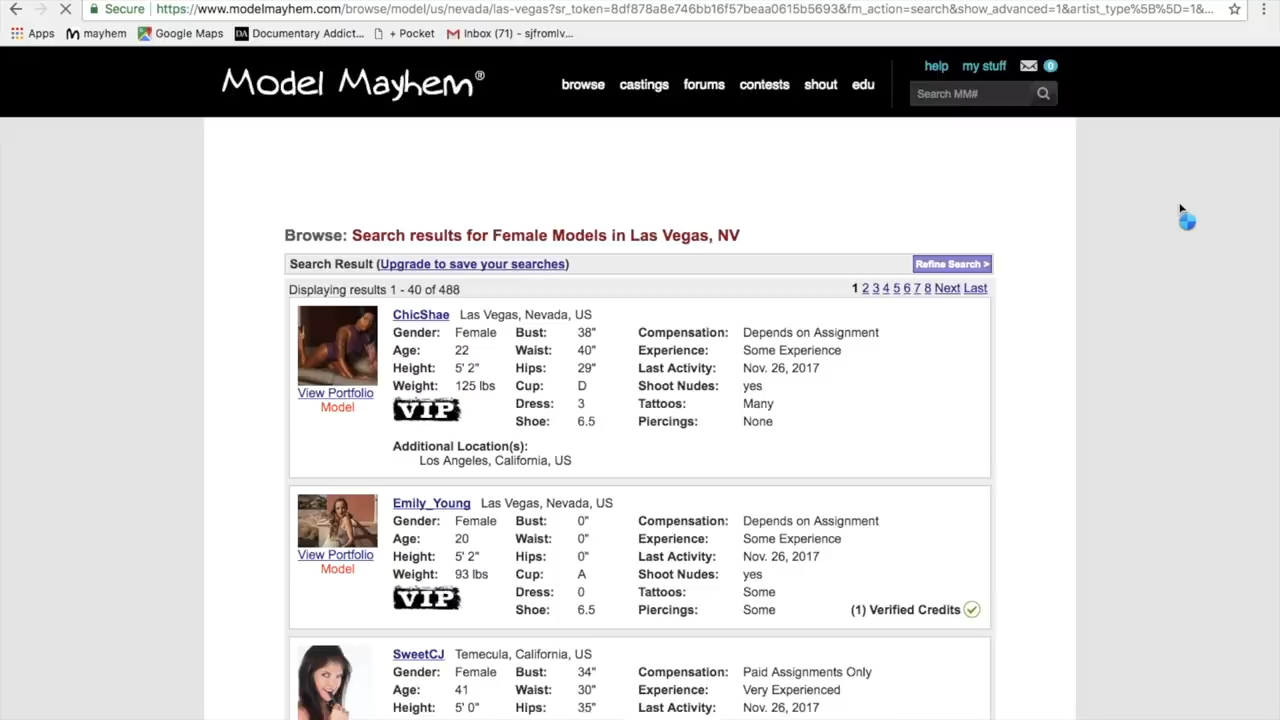 Secure https://www.modelmayhem.com/browse/model/us/nevada/las-vegas?sr_token=8df878a8e746bb16f57beaa0615b5693&fm_action=search&show_advanced=1&artist_type%5B%5D=1&...
Apps mayhem Google Maps DA Documentary Addict... + Pocket Inbox (71) - sjfromlv...
Model Mayhem® browse castings forums contests shout edu help my stuff 0
Search MM#
Browse: Search results for Female Models in Las Vegas, NV
Search Result (Upgrade to save your searches) Refine Search >
Displaying results 1 - 40 of 488 1 2 3 4 5 6 7 8 Next Last
ChicShae Las Vegas, Nevada, US
Gender: Female Bust: 38" Compensation: Depends on Assignment
Age: 22 Waist: 40" Experience: Some Experience
Height: 5' 2" Hips: 29" Last Activity: Nov. 26, 2017
Weight: 125 lbs Cup: D Shoot Nudes: yes
View Portfolio
Model
VIP Dress: 3 Tattoos: Many
Shoe: 6.5 Piercings: None
Additional Location(s):
Los Angeles, California, US
Emily_Young Las Vegas, Nevada, US
Gender: Female Bust: 0" Compensation: Depends on Assignment
Age: 20 Waist: 0" Experience: Some Experience
Height: 5' 2" Hips: 0" Last Activity: Nov. 26, 2017
View Portfolio
Model
Weight: 93 lbs Cup: A Shoot Nudes: yes
VIP Dress: 0 Tattoos: Some
Shoe: 6.5 Piercings: Some (1) Verified Credits
SweetCJ Temecula, California, US
Gender: Female Bust: 34" Compensation: Paid Assignments Only
Age: 41 Waist: 30" Experience: Very Experienced
Height: 5' 0" Hips: 35" Last Activity: Nov. 26, 2017